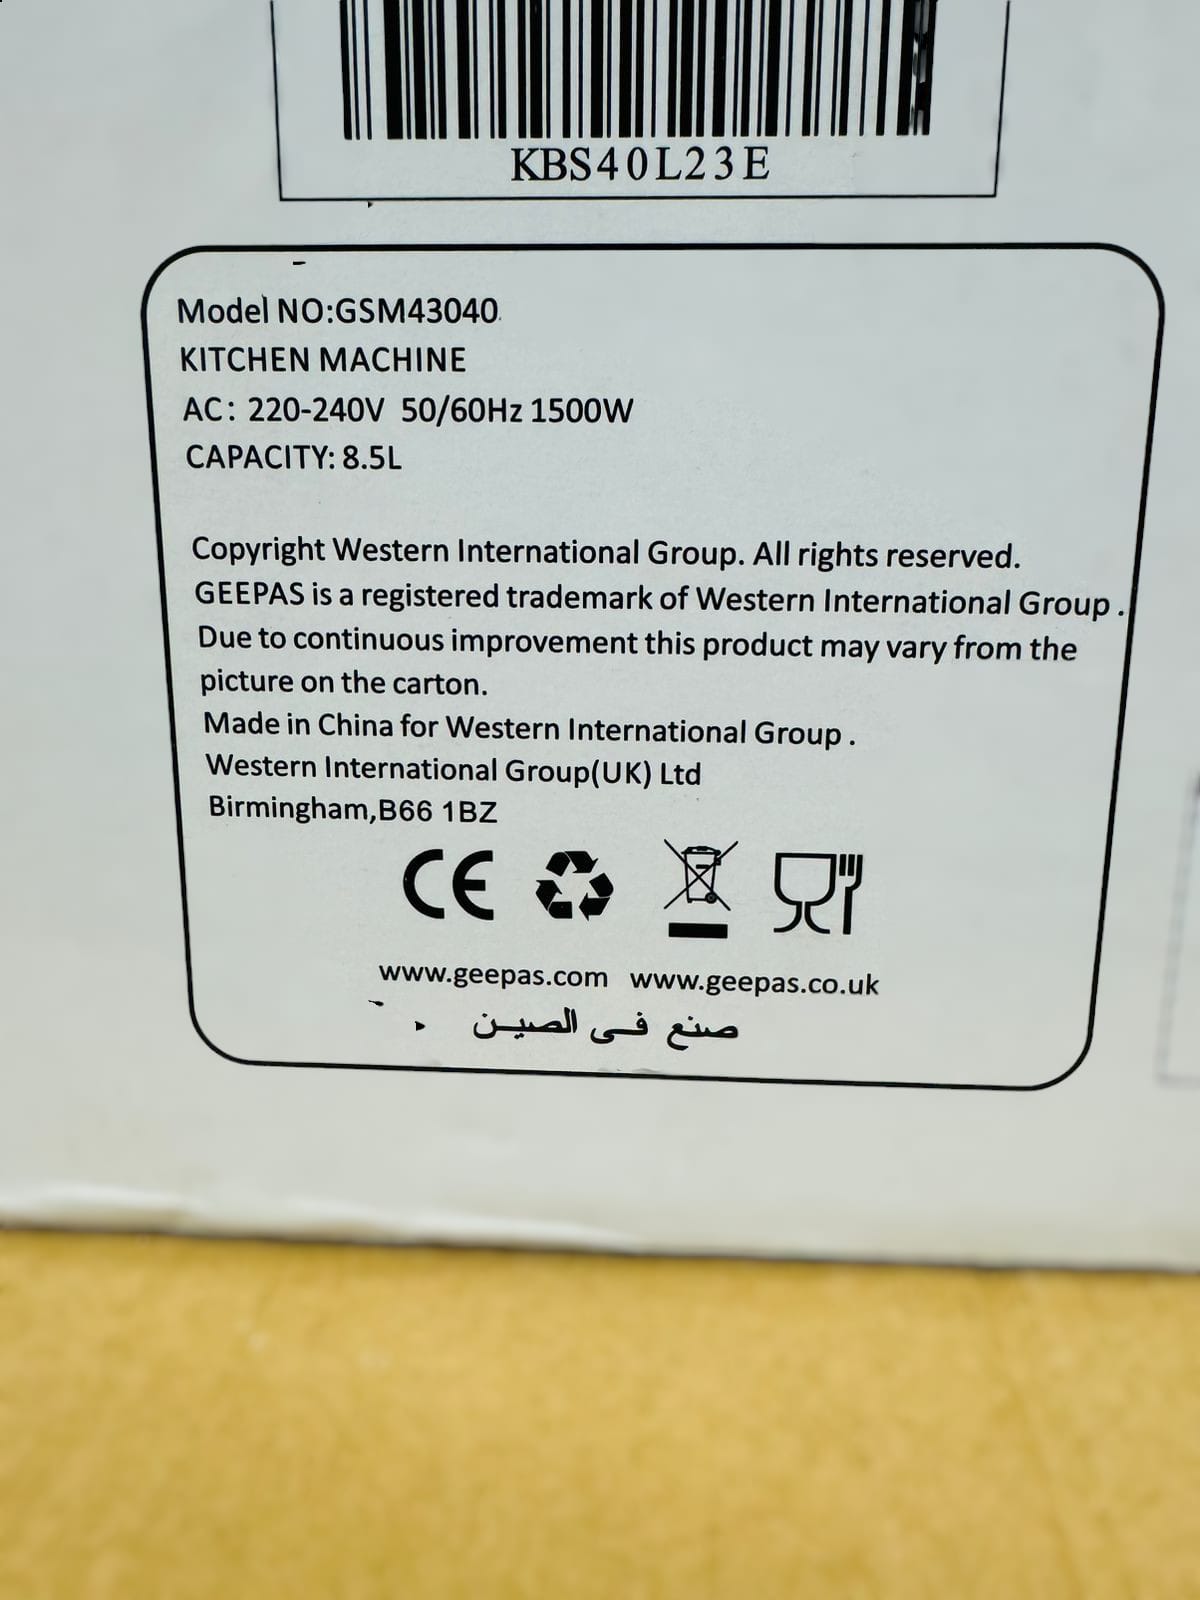 KBS40L23E
Model NO:GSM43040
KITCHEN MACHINE
AC: 220-240V 50/60Hz 1500W
CAPACITY: 8.5L
Copyright Western International Group. All rights reserved.
GEEPAS is a registered trademark of Western International Group .
Due to continuous improvement this product may vary from the
picture on the carton.
Made in China for Western International Group .
Western International Group(UK) Ltd
Birmingham,B66 1BZ
CE
www.geepas.com www.geepas.co.uk
صنع في الصين